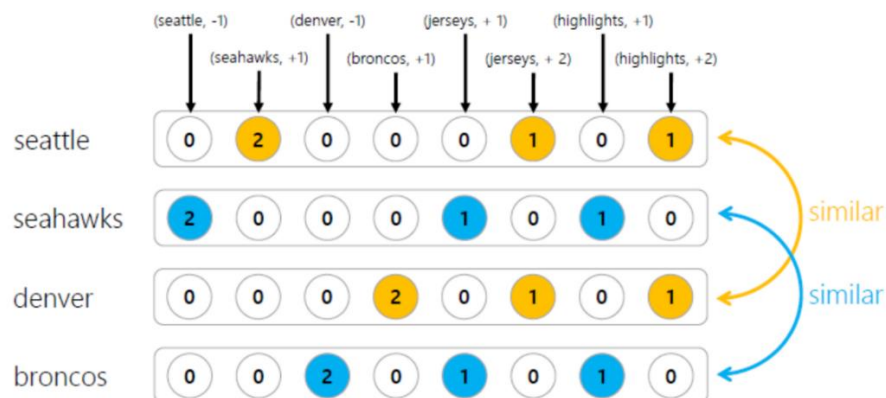 (seattle, -1) (denver, -1) (jerseys, + 1) (highlights, +1)
(seahawks, +1) (broncos, +1) (jerseys, + 2) (highlights, +2)
seattle 0 2 0 0 0 1 0 1
similar
seahawks 2 0 0 0 1 0 1 0
denver 0 0 0 2 0 1 0 1
similar
broncos 0 0 2 0 1 0 1 0